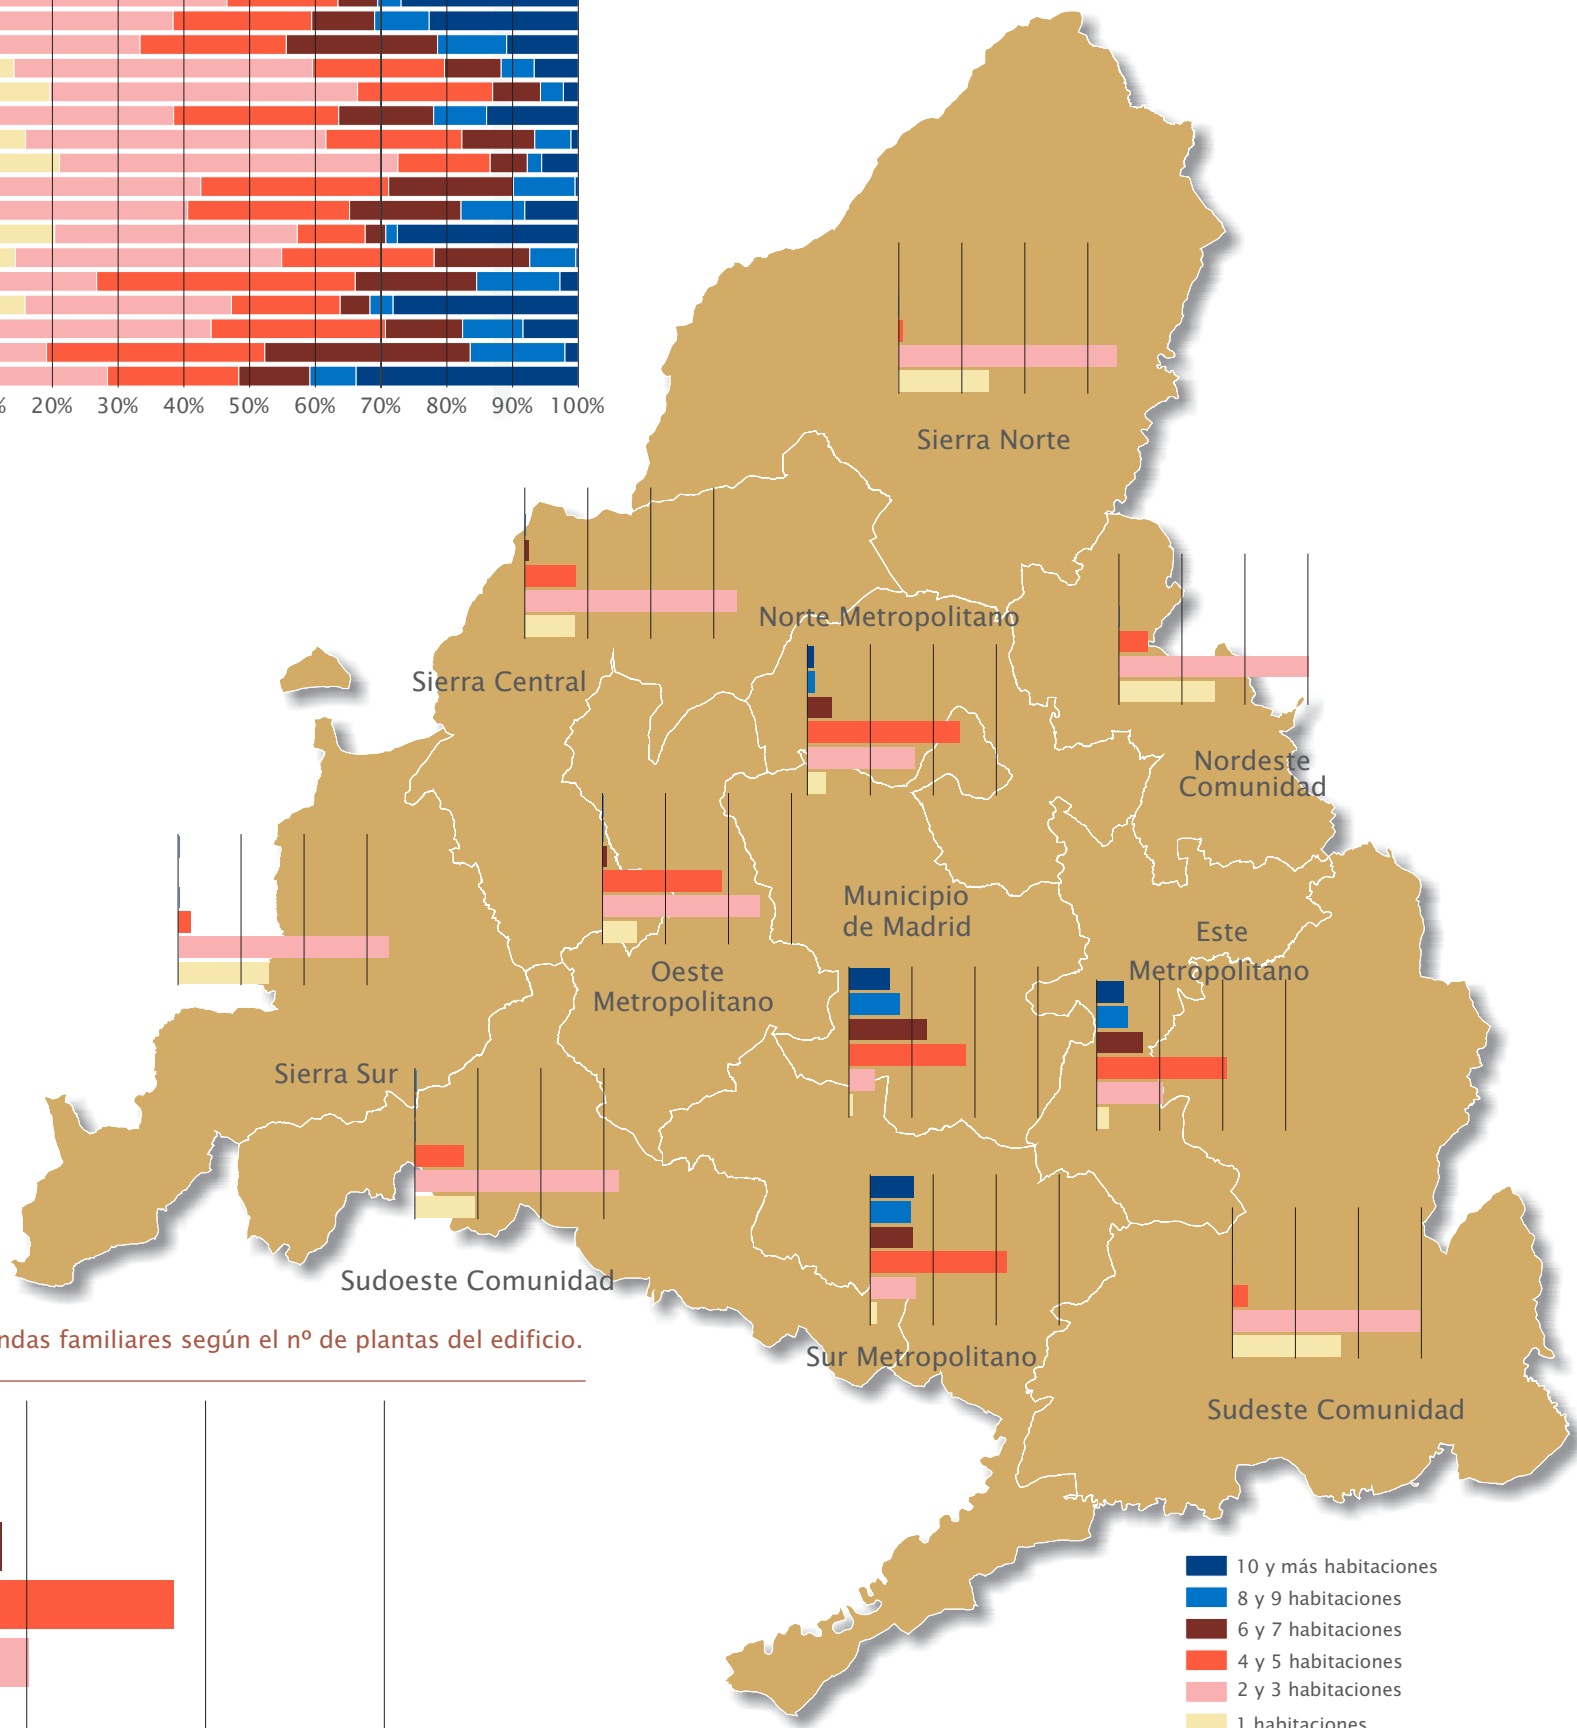 20% 30% 40% 50% 60% 70% 80% 90% 100%
Sierra Norte
Norte Metropolitano
Sierra Central
Nordeste
Comunidad
Municipio
de Madrid
Este
Metropolitano
Oeste
Metropolitano
Sierra Sur
Sudoeste Comunidad
ndas familiares según el nº de plantas del edificio.
Sur Metropolitano
Sudeste Comunidad
10 y más habitaciones
8 y 9 habitaciones
6 y 7 habitaciones
4 y 5 habitaciones
2 y 3 habitaciones
1 habitaciones